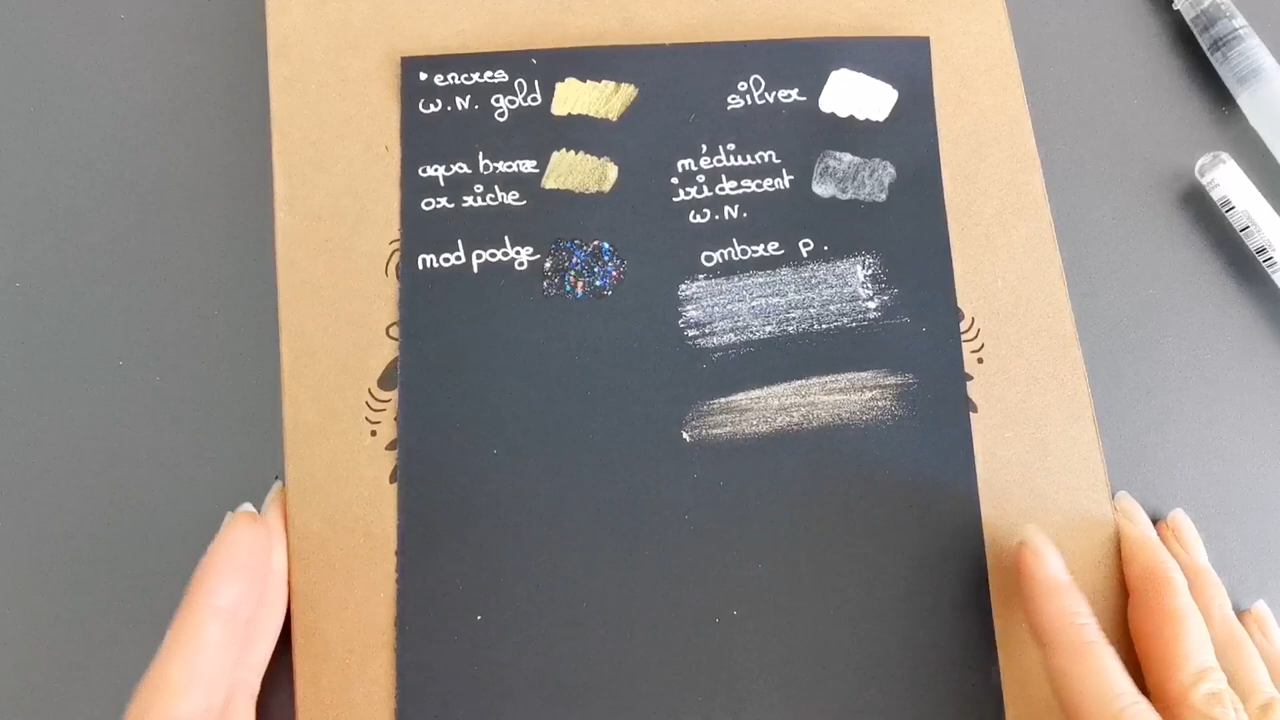 • encres
W.N. gold
silver
aqua bronze
or riche
médium
iridescent
W.N.
mod podge
ombre p.